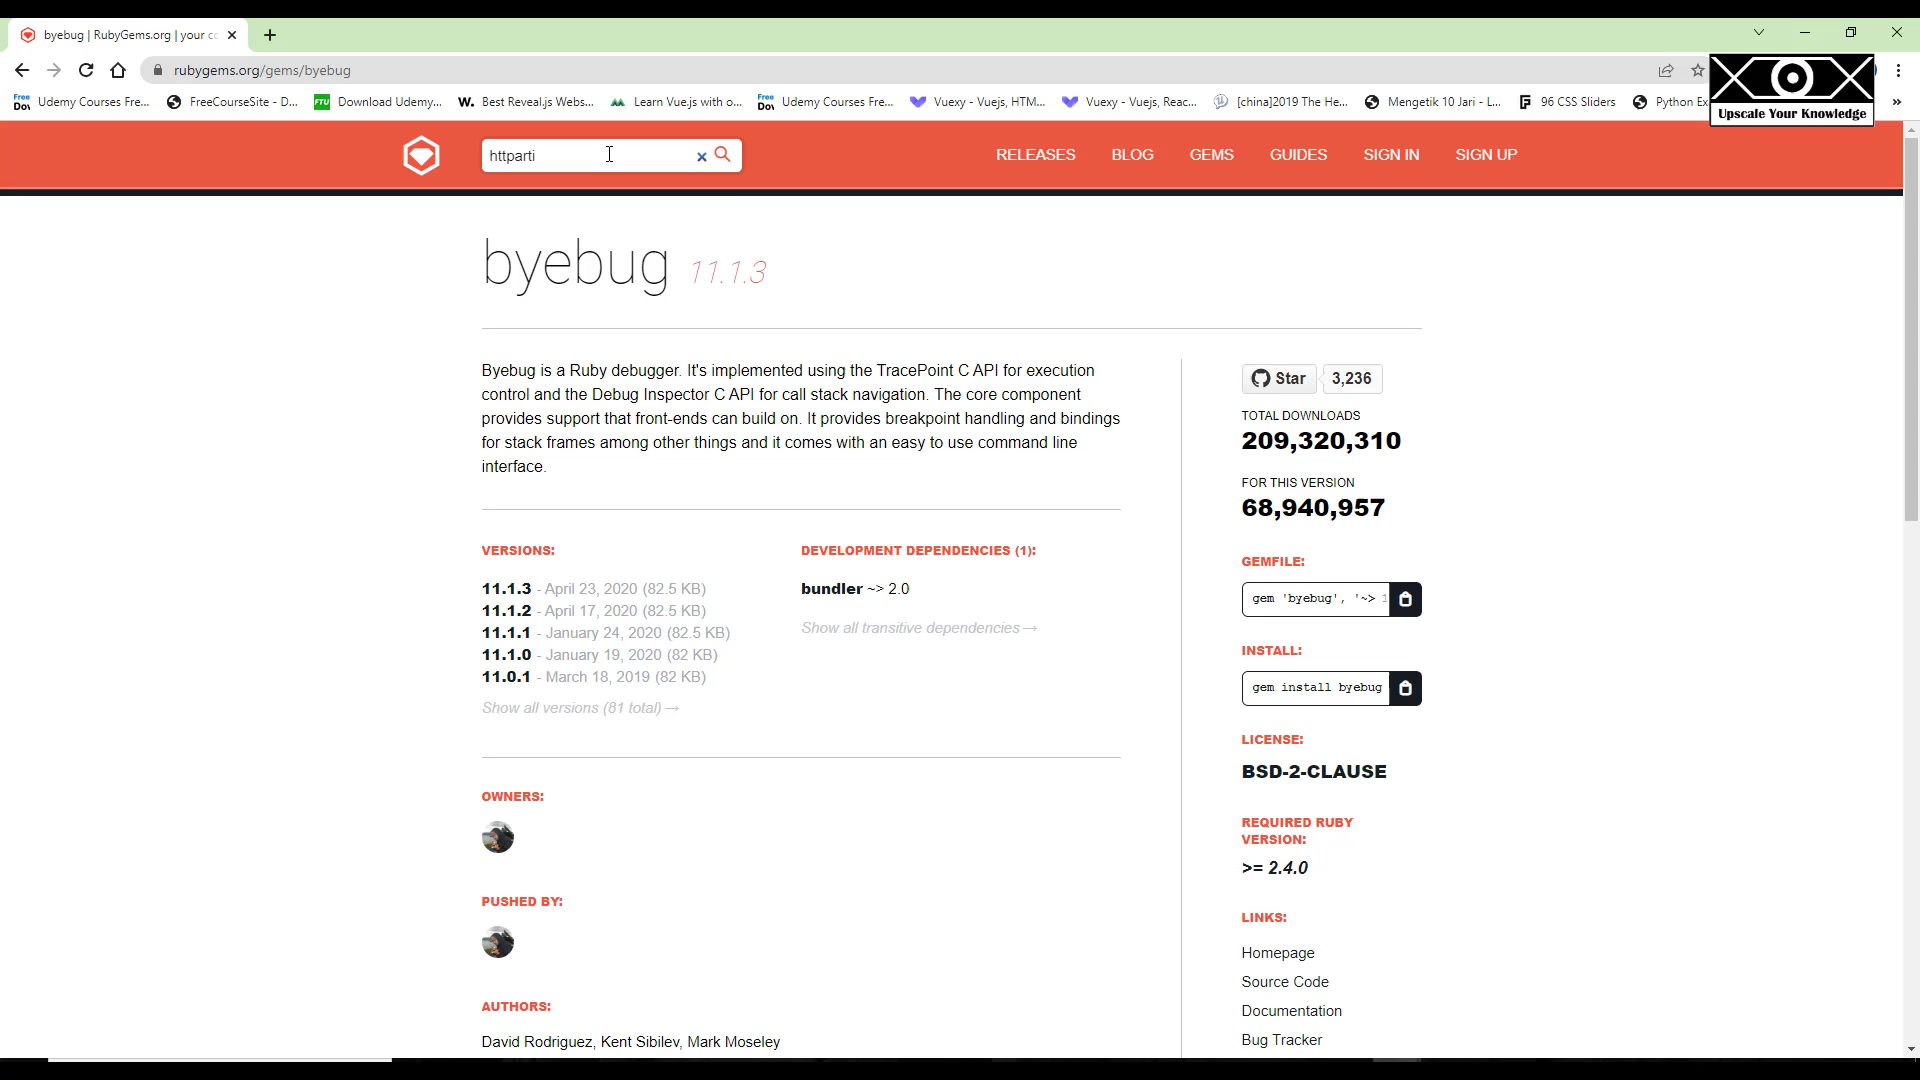 byebug | RubyGems.org | your co
rubygems.org/gems/byebug
Udemy Courses Fre... FreeCourseSite - D... FTU Download Udemy... W. Best Reveal.js Webs... Learn Vue.js with o... Udemy Courses Fre... Vuexy - Vuejs, HTM... Vuexy - Vuejs, Reac... [china]2019 The He... Mengetik 10 Jari - L... 96 CSS Sliders Python Ex
Upscale Your Knowledge
httparti
RELEASES BLOG GEMS GUIDES SIGN IN SIGN UP
byebug 11.1.3
Byebug is a Ruby debugger. It's implemented using the TracePoint C API for execution
control and the Debug Inspector C API for call stack navigation. The core component
provides support that front-ends can build on. It provides breakpoint handling and bindings
for stack frames among other things and it comes with an easy to use command line
interface.
VERSIONS:
11.1.3 - April 23, 2020 (82.5 KB)
11.1.2 - April 17, 2020 (82.5 KB)
11.1.1 - January 24, 2020 (82.5 KB)
11.1.0 - January 19, 2020 (82 KB)
11.0.1 - March 18, 2019 (82 KB)
Show all versions (81 total) →
DEVELOPMENT DEPENDENCIES (1):
bundler ~> 2.0
Show all transitive dependencies →
OWNERS:
PUSHED BY:
AUTHORS:
David Rodriguez, Kent Sibilev, Mark Moseley
Star 3,236
TOTAL DOWNLOADS
209,320,310
FOR THIS VERSION
68,940,957
GEMFILE:
gem 'byebug', '~> 1
INSTALL:
gem install byebug
LICENSE:
BSD-2-CLAUSE
REQUIRED RUBY
VERSION:
>= 2.4.0
LINKS:
Homepage
Source Code
Documentation
Bug Tracker